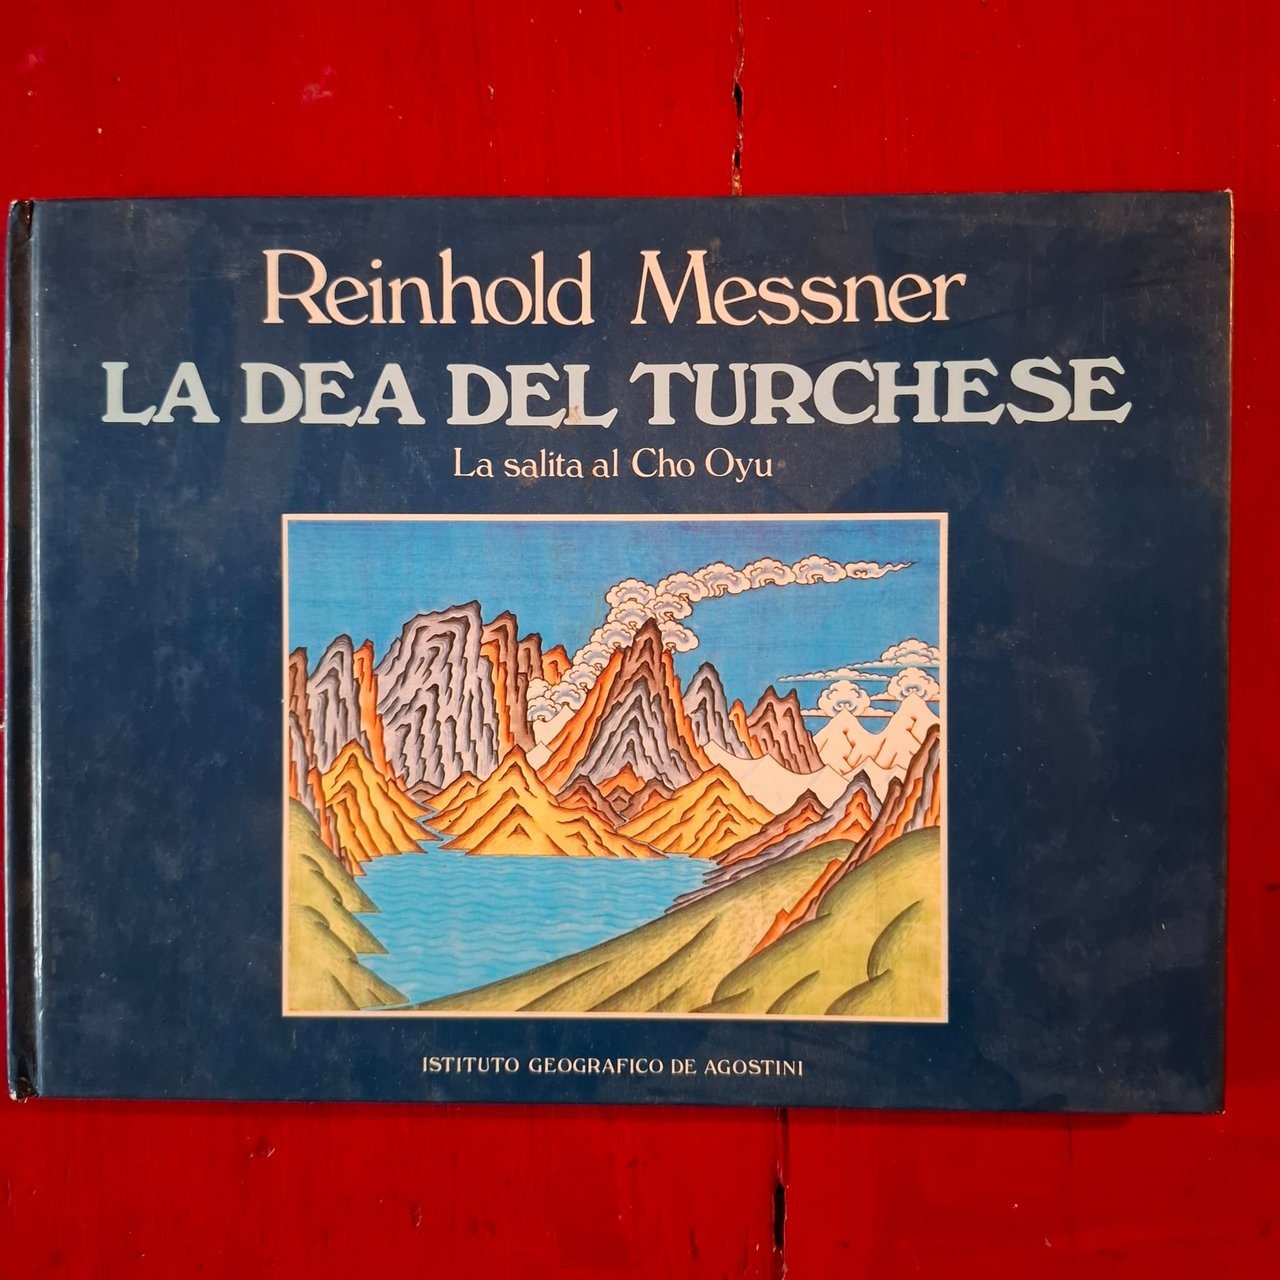 Reinhold Messner
LA DEA DEL TURCHESE
La salita al Cho Oyu
ISTITUTO GEOGRAFICO DE AGOSTINI